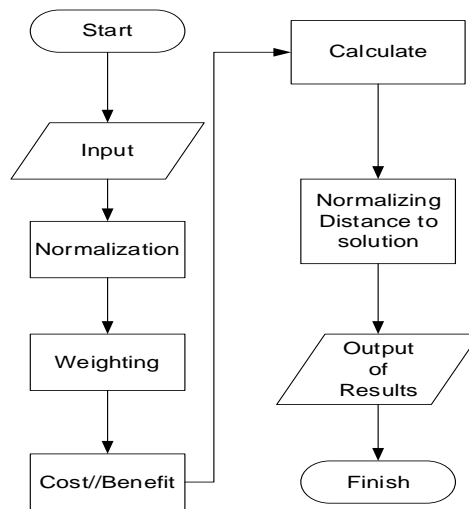 Start
Input
Normalization
Weighting
Cost//Benefit
Calculate
Normalizing
Distance to
solution
Output
of
Results
Finish